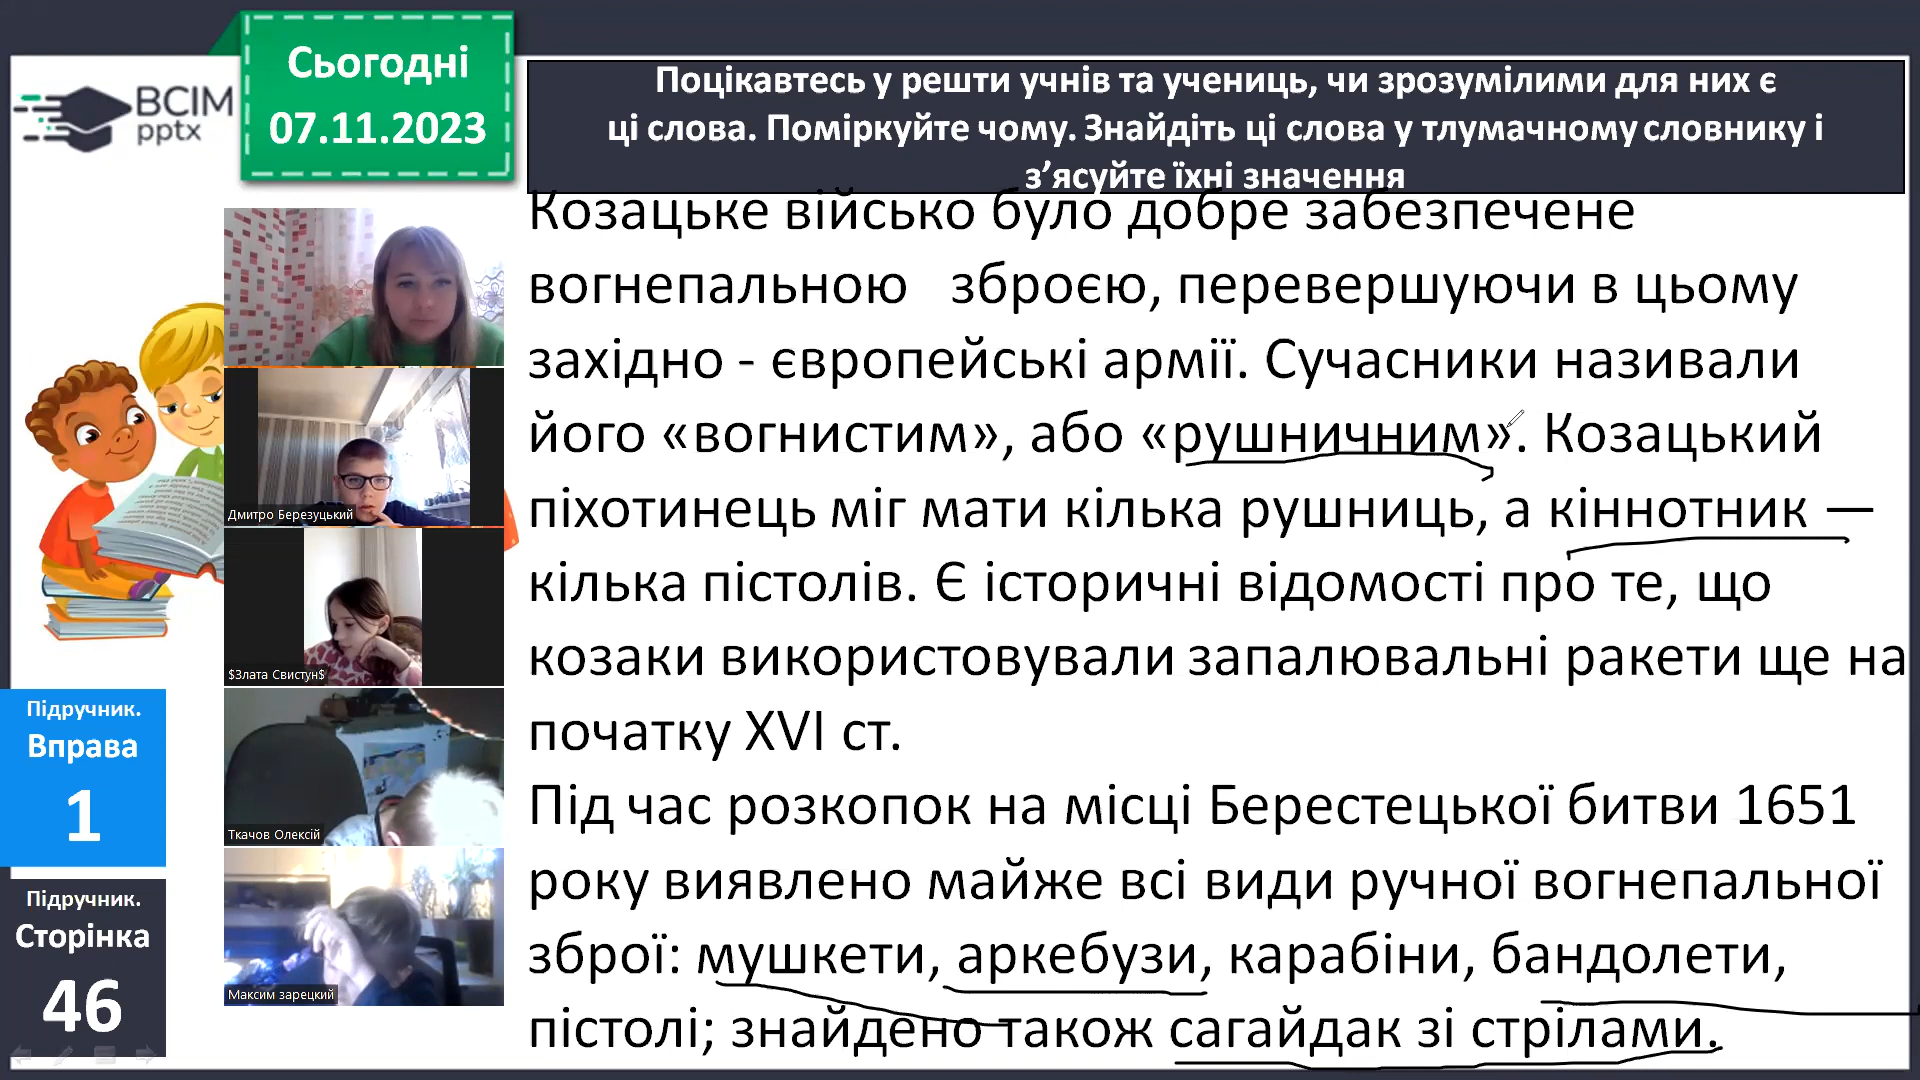 Сьогодні
07.11.2023
ВСІМ
pptx
Поцікавтесь у решти учнів та учениць, чи зрозумілими для них є
ці слова. Поміркуйте чому. Знайдіть ці слова у тлумачному словнику і
з’ясуйте їхні значення
Козацьке військо було добре забезпечене
вогнепальною зброєю, перевершуючи в цьому
західно - європейські армії. Сучасники називали
його «вогнистим», або «рушничним». Козацький
піхотинець міг мати кілька рушниць, а кіннотник —
кілька пістолів. Є історичні відомості про те, що
козаки використовували запалювальні ракети ще на
початку XVI ст.
Під час розкопок на місці Берестецької битви 1651
року виявлено майже всі види ручної вогнепальної
зброї: мушкети, аркебузи, карабіни, бандолети,
пістолі; знайдено також сагайдак зі стрілами.
Дмитро Березуцький
$Злата Свистун$
Ткачов Олексій
Максим зарецкий
Підручник.
Вправа
1
Підручник.
Сторінка
46